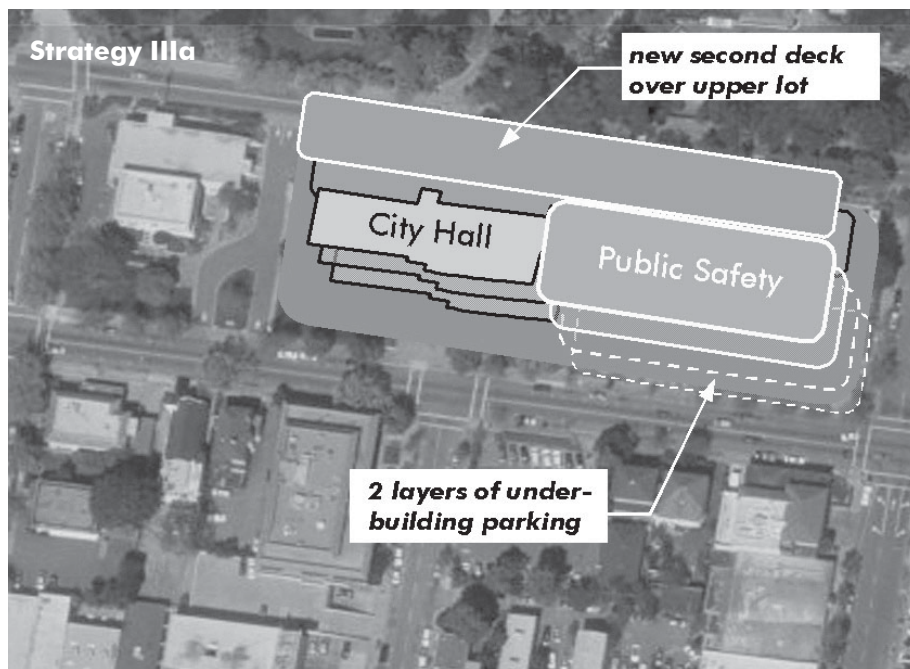 Strategy IIIa
new second deck
over upper lot
City Hall
Public Safety
2 layers of under-
building parking